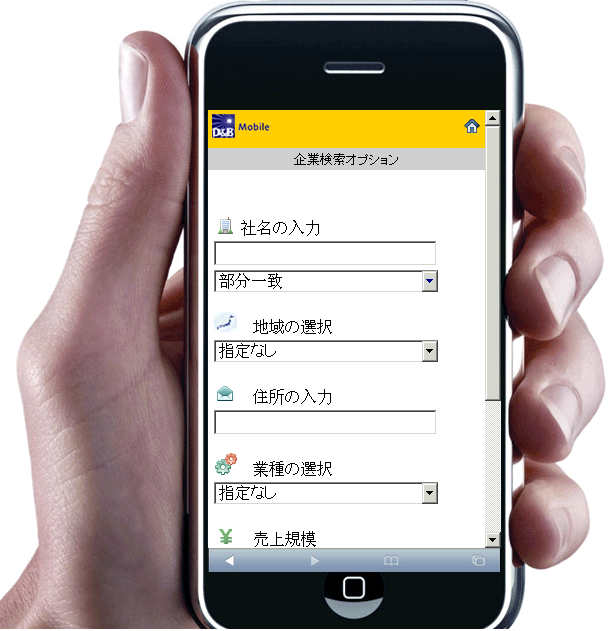 D&B Mobile
企業検索オプション
社名の入力
部分一致
地域の選択
指定なし
住所の入力
業種の選択
指定なし
¥ 売上規模